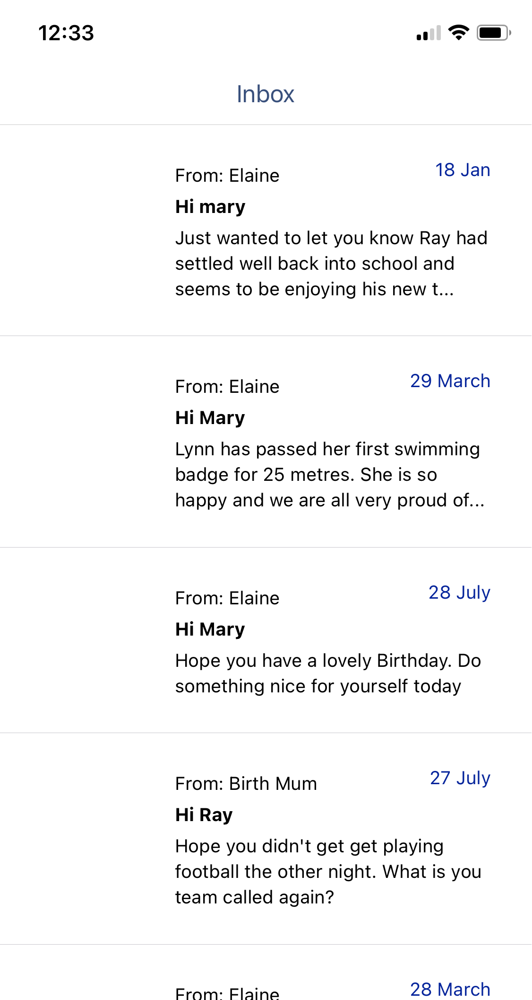 12:33
Inbox
From: Elaine
18 Jan
Hi mary
Just wanted to let you know Ray had
settled well back into school and
seems to be enjoying his new t...
From: Elaine
29 March
Hi Mary
Lynn has passed her first swimming
badge for 25 metres. She is so
happy and we are all very proud of...
From: Elaine
28 July
Hi Mary
Hope you have a lovely Birthday. Do
something nice for yourself today
From: Birth Mum
27 July
Hi Ray
Hope you didn't get get playing
football the other night. What is you
team called again?
From: Elaine
28 March